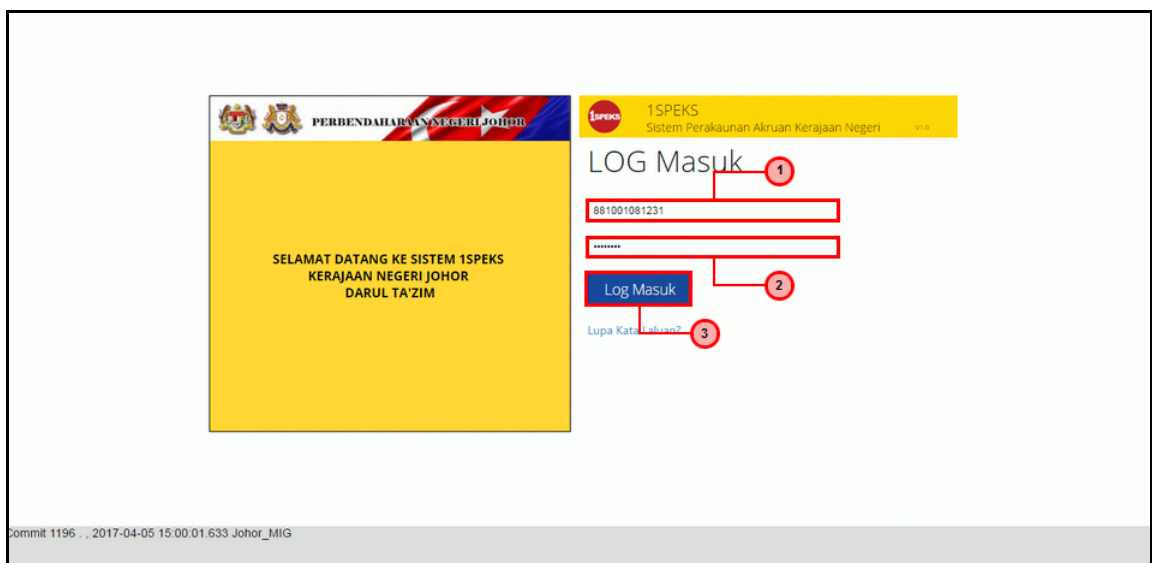 PERBENDAHARAAN NEGERI JOHOR
SELAMAT DATANG KE SISTEM 1SPEKS
KERAJAAN NEGERI JOHOR
DARUL TA'ZIM
1SPEKS
1SPEKS
Sistem Perakaunan Akruan Kerajaan Negeri V1.0
LOG Masuk
1
881001081231
••••••••
2
Log Masuk
Lupa Kata Laluan?
3
Commit 1196 . , 2017-04-05 15:00:01.633 Johor_MIG